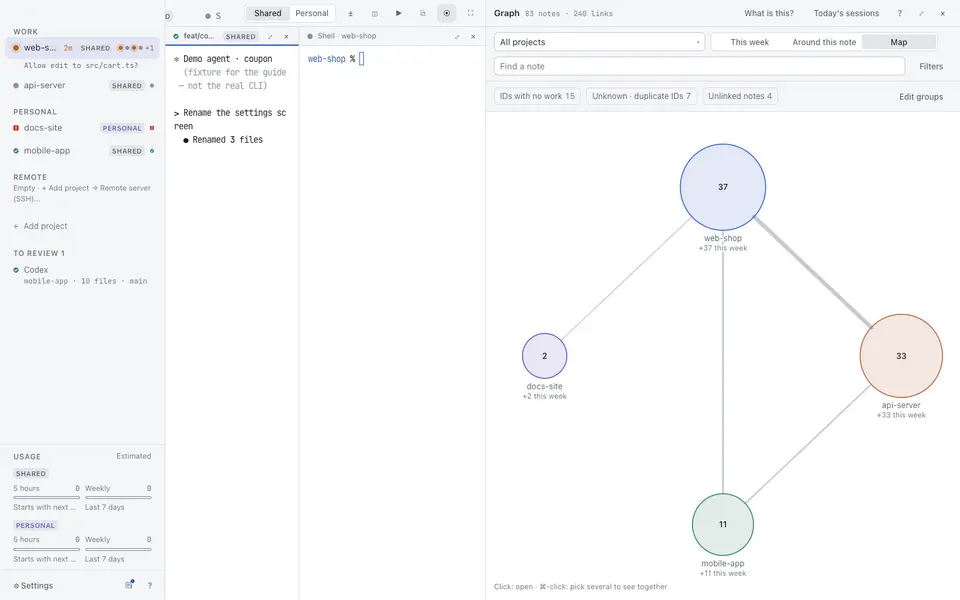 WORK
web-s... 2m SHARED +1
Allow edit to src/cart.ts?
api-server SHARED
PERSONAL
docs-site PERSONAL
mobile-app SHARED
REMOTE
Empty · + Add project → Remote server
(SSH)...
+ Add project
TO REVIEW 1
Codex
mobile-app · 10 files · main
USAGE Estimated
SHARED
5 hours 0 Weekly 0
Starts with next ... Last 7 days
PERSONAL
5 hours 0 Weekly 0
Starts with next ... Last 7 days
Settings ?
S Shared Personal
feat/co... SHARED
Demo agent · coupon
(fixture for the guide
— not the real CLI)
> Rename the settings sc
reen
● Renamed 3 files
Shell · web-shop
web-shop %
Graph 83 notes · 240 links What is this? Today's sessions ?
All projects This week Around this note Map
Find a note Filters
IDs with no work 15 Unknown · duplicate IDs 7 Unlinked notes 4 Edit groups
37
web-shop
+37 this week
2
docs-site
+2 this week
33
api-server
+33 this week
11
mobile-app
+11 this week
Click: open · ⌘-click: pick several to see together